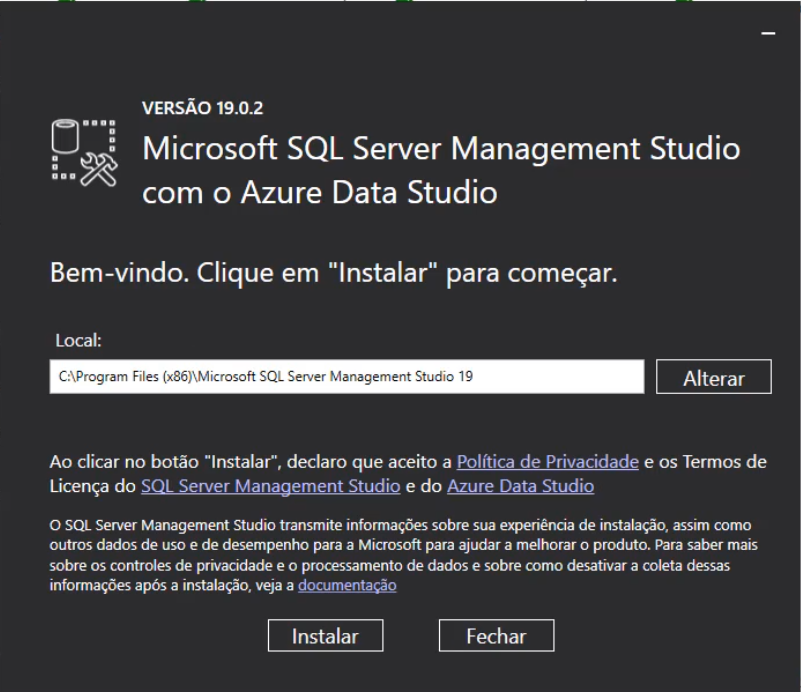 VERSÃO 19.0.2
Microsoft SQL Server Management Studio
com o Azure Data Studio
Bem-vindo. Clique em "Instalar" para começar.
Local:
C:\Program Files (x86)\Microsoft SQL Server Management Studio 19
Alterar
Ao clicar no botão "Instalar", declaro que aceito a Política de Privacidade e os Termos de
Licença do SQL Server Management Studio e do Azure Data Studio
O SQL Server Management Studio transmite informações sobre sua experiência de instalação, assim como
outros dados de uso e de desempenho para a Microsoft para ajudar a melhorar o produto. Para saber mais
sobre os controles de privacidade e o processamento de dados e sobre como desativar a coleta dessas
informações após a instalação, veja a documentação
Instalar
Fechar